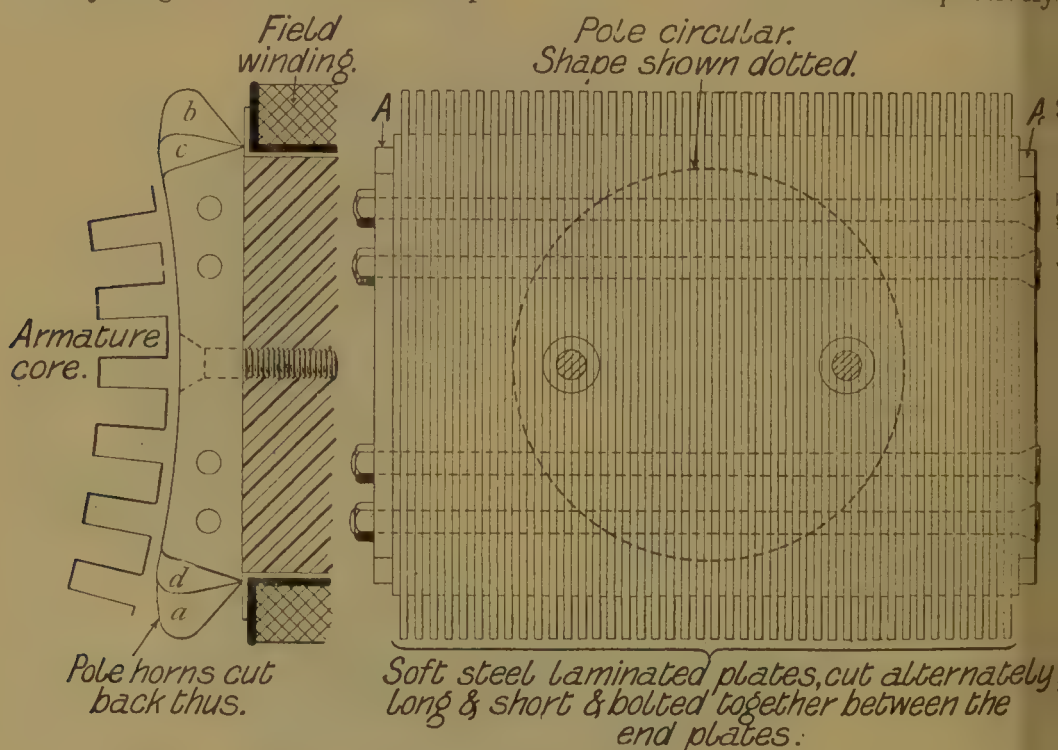 Field
winding.
Pole circular.
Shape shown dotted.
A
A
b
c
Armature
core.
d
a
Pole horns cut
back thus.
Soft steel laminated plates, cut alternately
long & short & bolted together between the
end plates.